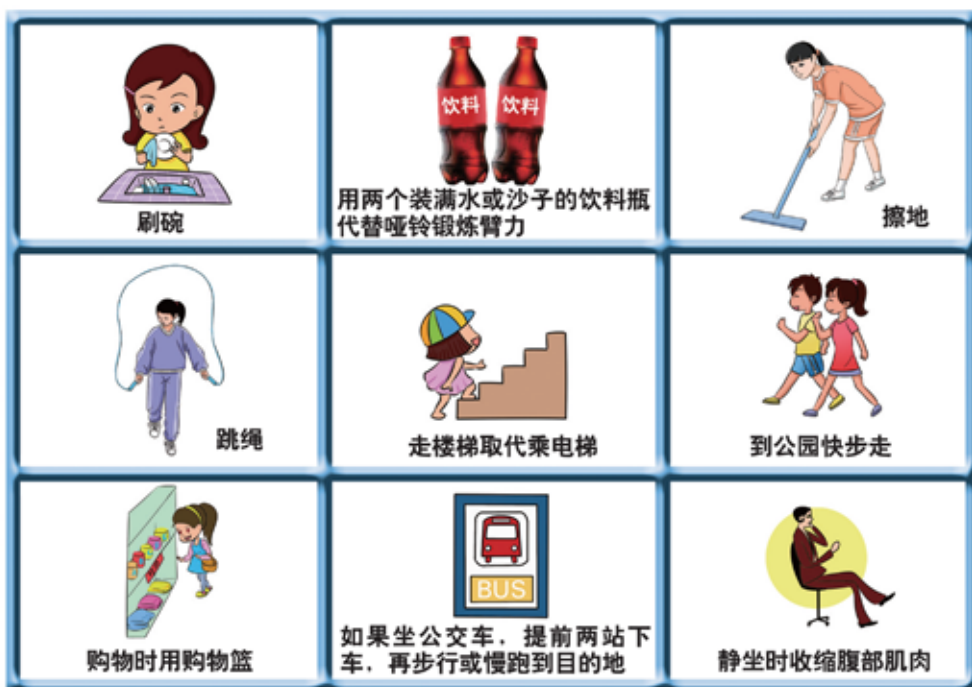 刷碗
饮料 饮料
用两个装满水或沙子的饮料瓶
代替哑铃锻炼臂力
擦地
跳绳
走楼梯取代乘电梯
到公园快步走
购物时用购物篮
BUS
如果坐公交车，提前两站下
车，再步行或慢跑到目的地
静坐时收缩腹部肌肉